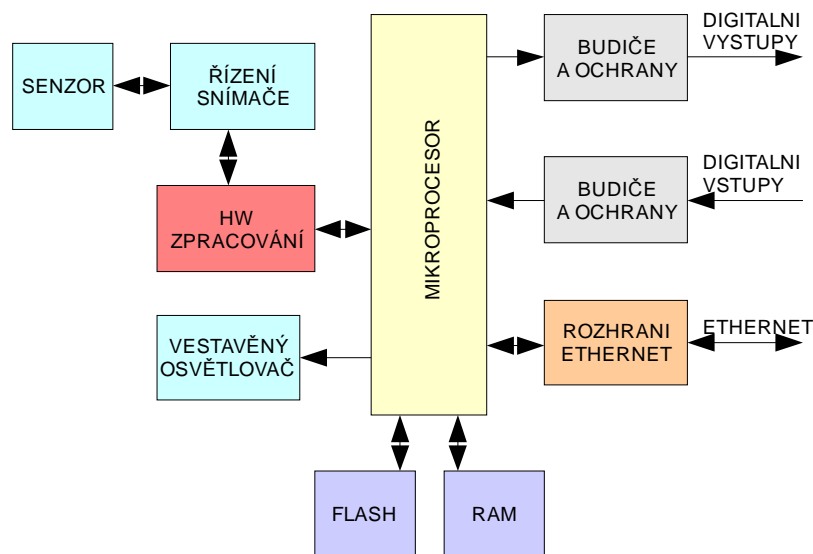 DIGITALNI
VYSTUPY
BUDIČE
A OCHRANY
SENZOR
ŘÍZENÍ
SNÍMAČE
MIKROPROCESOR
DIGITALNI
VSTUPY
BUDIČE
A OCHRANY
HW
ZPRACOVÁNÍ
ROZHRANI
ETHERNET
ETHERNET
VESTAVĚNÝ
OSVĚTLOVAČ
FLASH
RAM